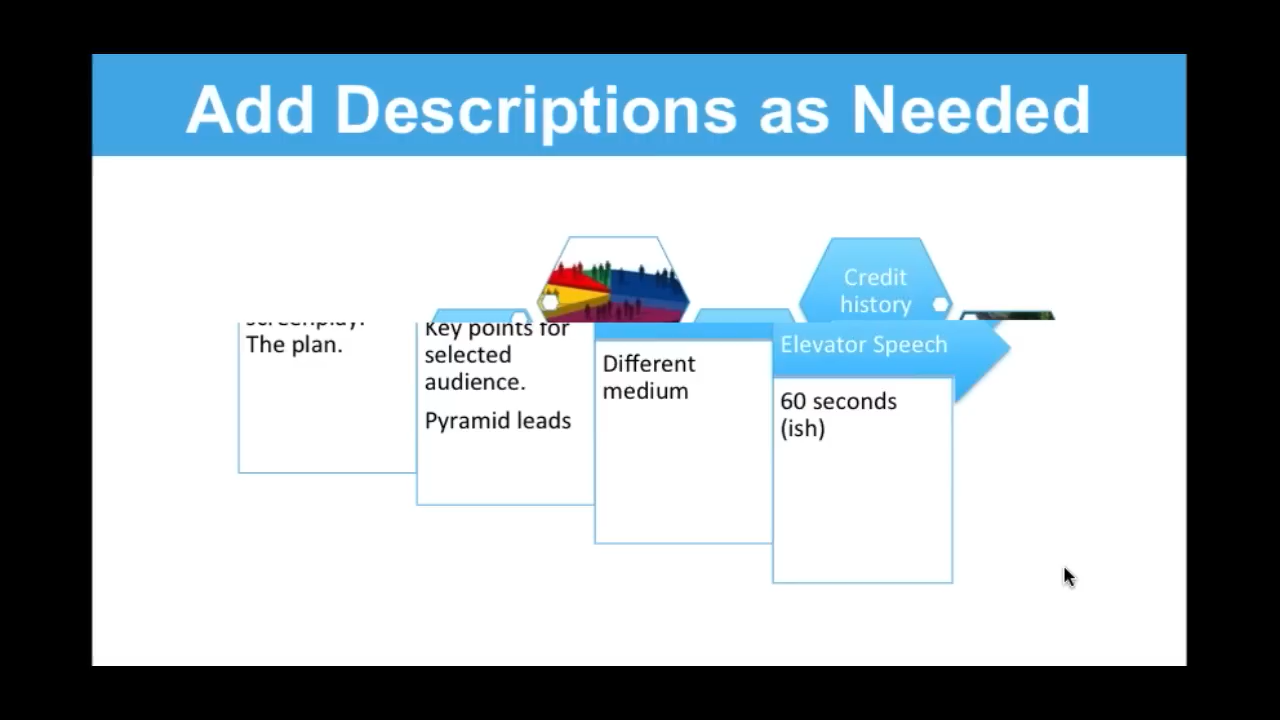 Add Descriptions as Needed
Credit
history
screenplay.
The plan.
Key points for
selected
audience.
Pyramid leads
Different
medium
Elevator Speech
60 seconds
(ish)